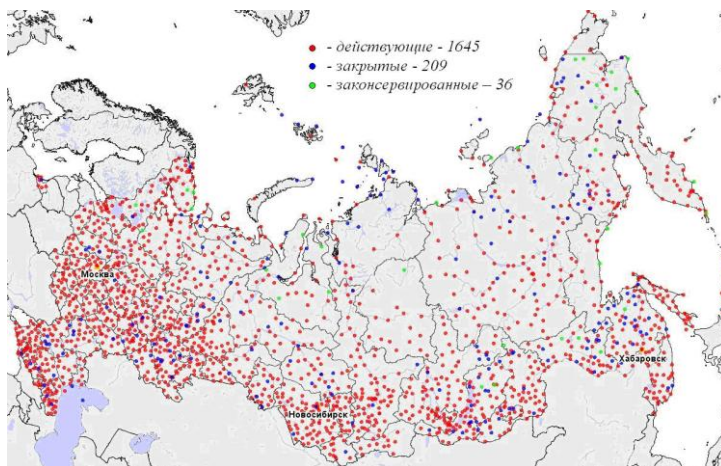 - действующие - 1645
- закрытые - 209
- законсервированные – 36
Москва
Хабаровск
Новосибирск